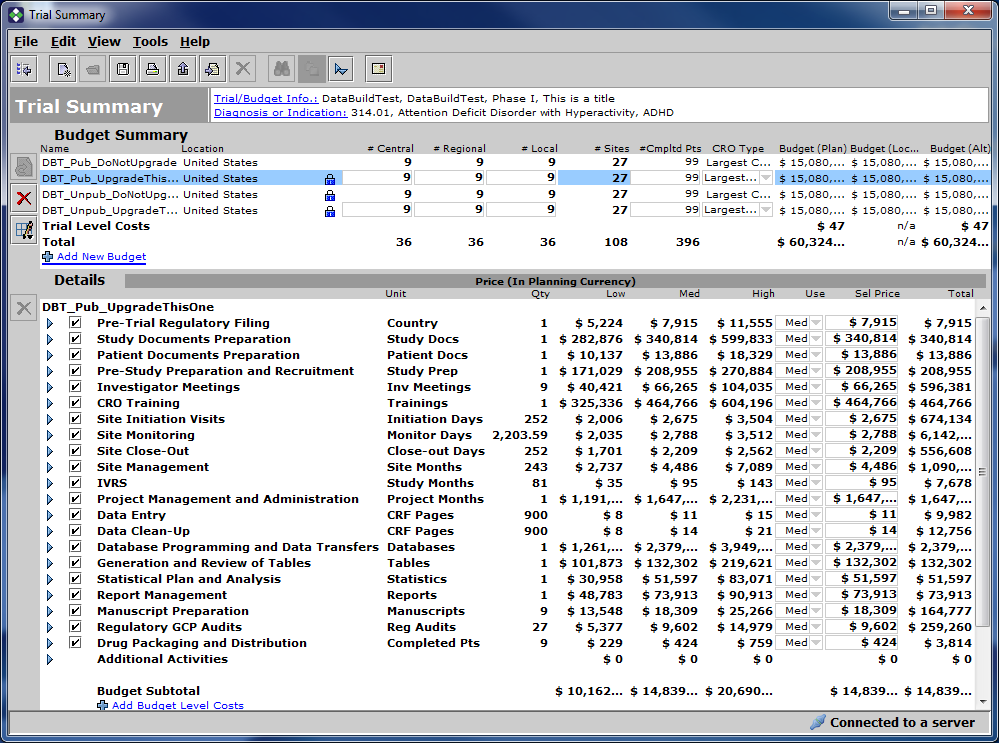 Trial Summary
File Edit View Tools Help
Trial Summary
Trial/Budget Info.: DataBuildTest, DataBuildTest, Phase I, This is a title
Diagnosis or Indication: 314.01, Attention Deficit Disorder with Hyperactivity, ADHD
Budget Summary
Name Location # Central # Regional # Local # Sites #Cmpltd Pts CRO Type Budget (Plan) Budget (Loc... Budget (Alt)
DBT_Pub_DoNotUpgrade United States 9 9 9 27 99 Largest C... $ 15,080,... $ 15,080,... $ 15,080,...
DBT_Pub_UpgradeThis... United States 9 9 9 27 99 Largest... $ 15,080,... $ 15,080,... $ 15,080,...
DBT_Unpub_DoNotUpg... United States 9 9 9 27 99 Largest C... $ 15,080,... $ 15,080,... $ 15,080,...
DBT_Unpub_UpgradeT... United States 9 9 9 27 99 Largest... $ 15,080,... $ 15,080,... $ 15,080,...
Trial Level Costs $ 47 n/a $ 47
Total 36 36 36 108 396 $ 60,324... n/a $ 60,324...
Add New Budget
Details Price (In Planning Currency)
Unit Qty Low Med High Use Sel Price Total
DBT_Pub_UpgradeThisOne
Pre-Trial Regulatory Filing Country 1 $ 5,224 $ 7,915 $ 11,555 Med $ 7,915 $ 7,915
Study Documents Preparation Study Docs 1 $ 282,876 $ 340,814 $ 599,833 Med $ 340,814 $ 340,814
Patient Documents Preparation Patient Docs 1 $ 10,137 $ 13,886 $ 18,329 Med $ 13,886 $ 13,886
Pre-Study Preparation and Recruitment Study Prep 1 $ 171,029 $ 208,955 $ 270,884 Med $ 208,955 $ 208,955
Investigator Meetings Inv Meetings 9 $ 40,421 $ 66,265 $ 104,035 Med $ 66,265 $ 596,381
CRO Training Trainings 1 $ 325,336 $ 464,766 $ 604,196 Med $ 464,766 $ 464,766
Site Initiation Visits Initiation Days 252 $ 2,006 $ 2,675 $ 3,504 Med $ 2,675 $ 674,134
Site Monitoring Monitor Days 2,203.59 $ 2,035 $ 2,788 $ 3,512 Med $ 2,788 $ 6,142,...
Site Close-Out Close-out Days 252 $ 1,701 $ 2,209 $ 2,562 Med $ 2,209 $ 556,608
Site Management Site Months 243 $ 2,737 $ 4,486 $ 7,089 Med $ 4,486 $ 1,090,...
IVRS Study Months 81 $ 35 $ 95 $ 143 Med $ 95 $ 7,678
Project Management and Administration Project Months 1 $ 1,191,... $ 1,647,... $ 2,231,... Med $ 1,647,... $ 1,647,...
Data Entry CRF Pages 900 $ 8 $ 11 $ 15 Med $ 11 $ 9,982
Data Clean-Up CRF Pages 900 $ 8 $ 14 $ 21 Med $ 14 $ 12,756
Database Programming and Data Transfers Databases 1 $ 1,261,... $ 2,379,... $ 3,949,... Med $ 2,379,... $ 2,379,...
Generation and Review of Tables Tables 1 $ 101,873 $ 132,302 $ 219,621 Med $ 132,302 $ 132,302
Statistical Plan and Analysis Statistics 1 $ 30,958 $ 51,597 $ 83,071 Med $ 51,597 $ 51,597
Report Management Reports 1 $ 48,783 $ 73,913 $ 90,913 Med $ 73,913 $ 73,913
Manuscript Preparation Manuscripts 9 $ 13,548 $ 18,309 $ 25,266 Med $ 18,309 $ 164,777
Regulatory GCP Audits Reg Audits 27 $ 5,377 $ 9,602 $ 14,979 Med $ 9,602 $ 259,260
Drug Packaging and Distribution Completed Pts 9 $ 229 $ 424 $ 759 Med $ 424 $ 3,814
Additional Activities $ 0 $ 0 $ 0 $ 0 $ 0
Budget Subtotal $ 10,162... $ 14,839... $ 20,690... $ 14,839... $ 14,839...
Add Budget Level Costs
Connected to a server